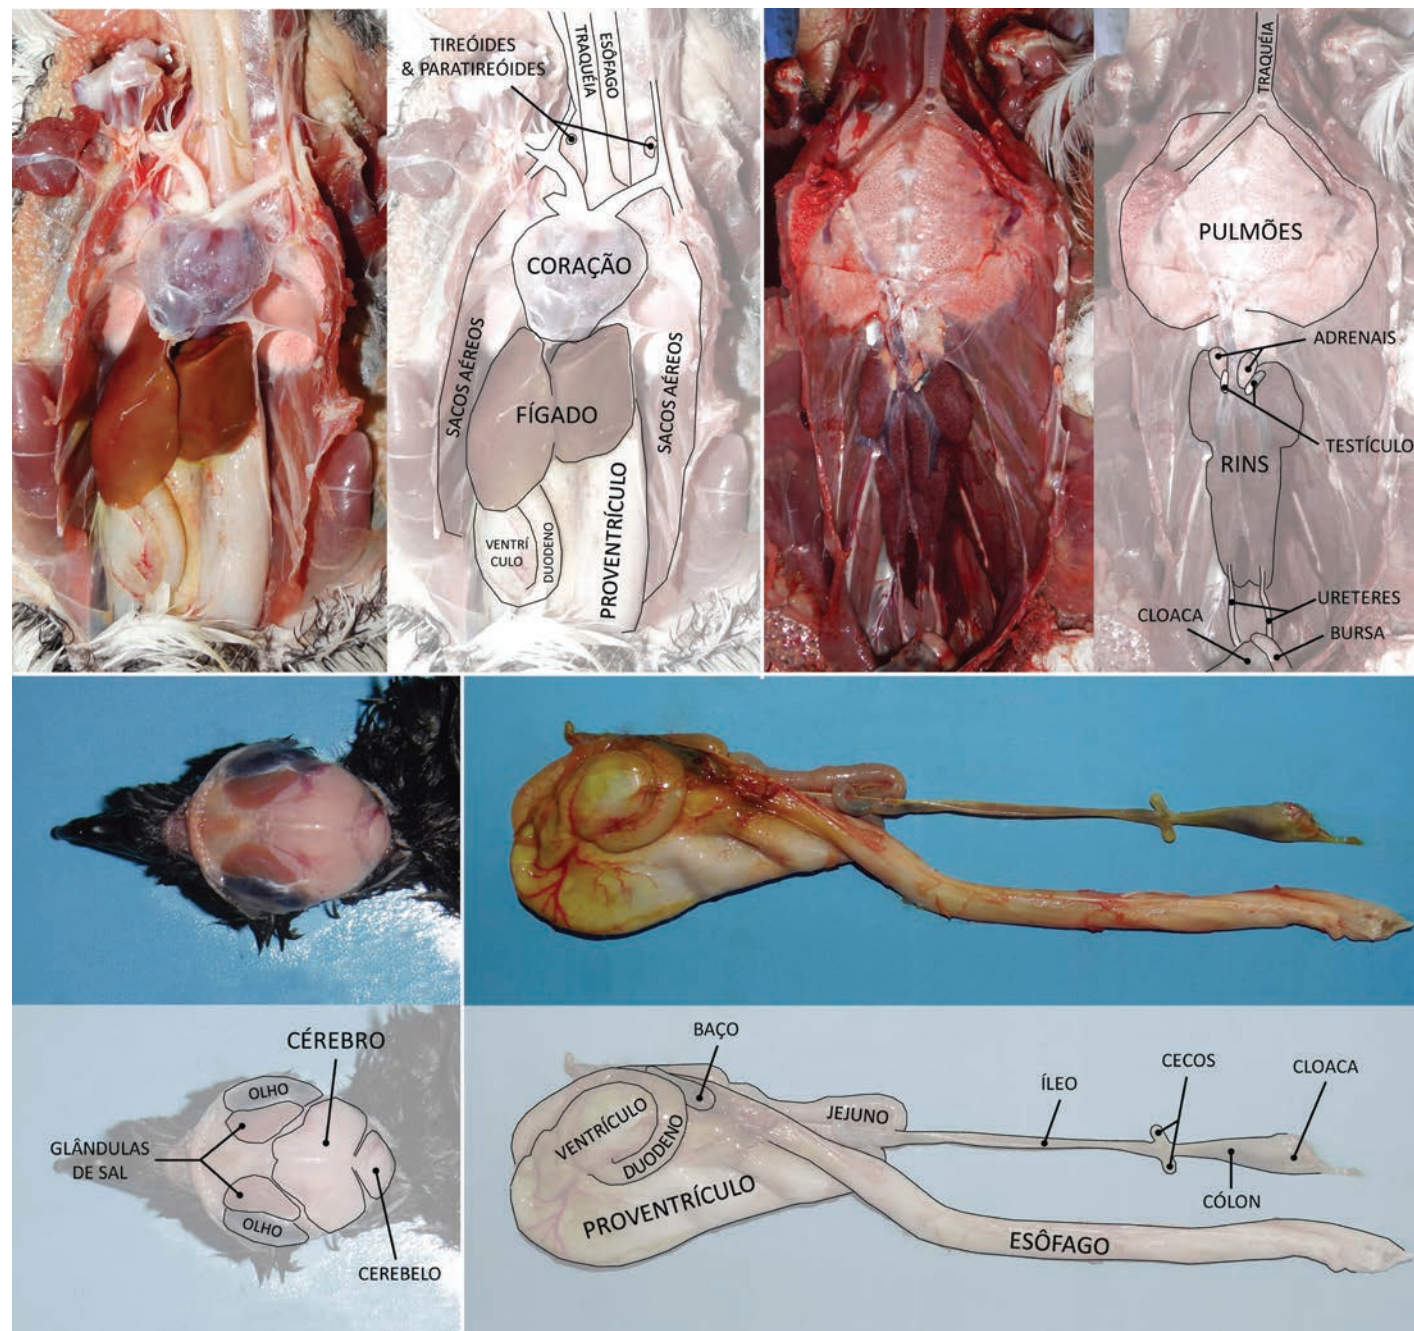 TIREÓIDES
& PARATIREÓIDES
TRAQUÉIA
ESÔFAGO
CORAÇÃO
SACOS AÉREOS
FÍGADO
SACOS AÉREOS
VENTRÍ
CULO
DUODENO
PROVENTRÍCULO
TRAQUÉIA
PULMÕES
ADRENAIS
TESTÍCULO
RINS
URETERES
CLOACA
BURSA
CÉREBRO
OLHO
GLÂNDULAS
DE SAL
OLHO
CEREBELO
BAÇO
VENTRÍCULO
DUODENO
PROVENTRÍCULO
JEJUNO
ÍLEO
CECOS
CLOACA
CÓLON
ESÔFAGO